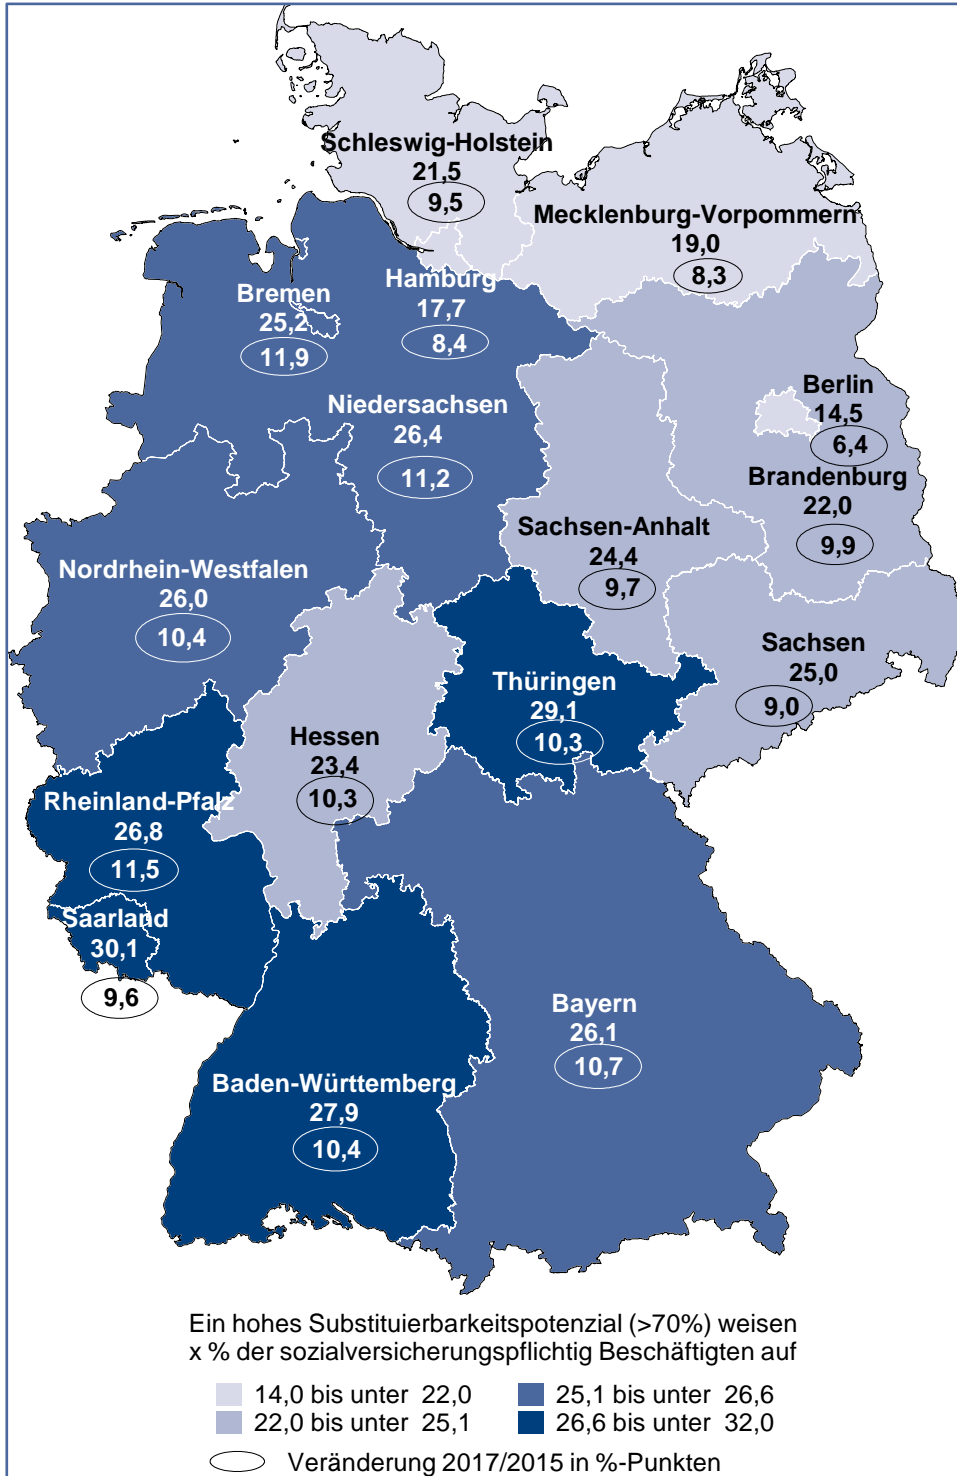 Schleswig-Holstein
21,5
9,5
Mecklenburg-Vorpommern
19,0
8,3
Hamburg
17,7
8,4
Bremen
25,2
11,9
Niedersachsen
26,4
11,2
Berlin
14,5
6,4
Brandenburg
22,0
9,9
Sachsen-Anhalt
24,4
9,7
Nordrhein-Westfalen
26,0
10,4
Sachsen
25,0
9,0
Thüringen
29,1
10,3
Hessen
23,4
10,3
Rheinland-Pfalz
26,8
11,5
Saarland
30,1
9,6
Bayern
26,1
10,7
Baden-Württemberg
27,9
10,4
Ein hohes Substituierbarkeitspotenzial (>70%) weisen
x % der sozialversicherungspflichtig Beschäftigten auf
14,0 bis unter 22,0
25,1 bis unter 26,6
22,0 bis unter 25,1
26,6 bis unter 32,0
Veränderung 2017/2015 in %-Punkten